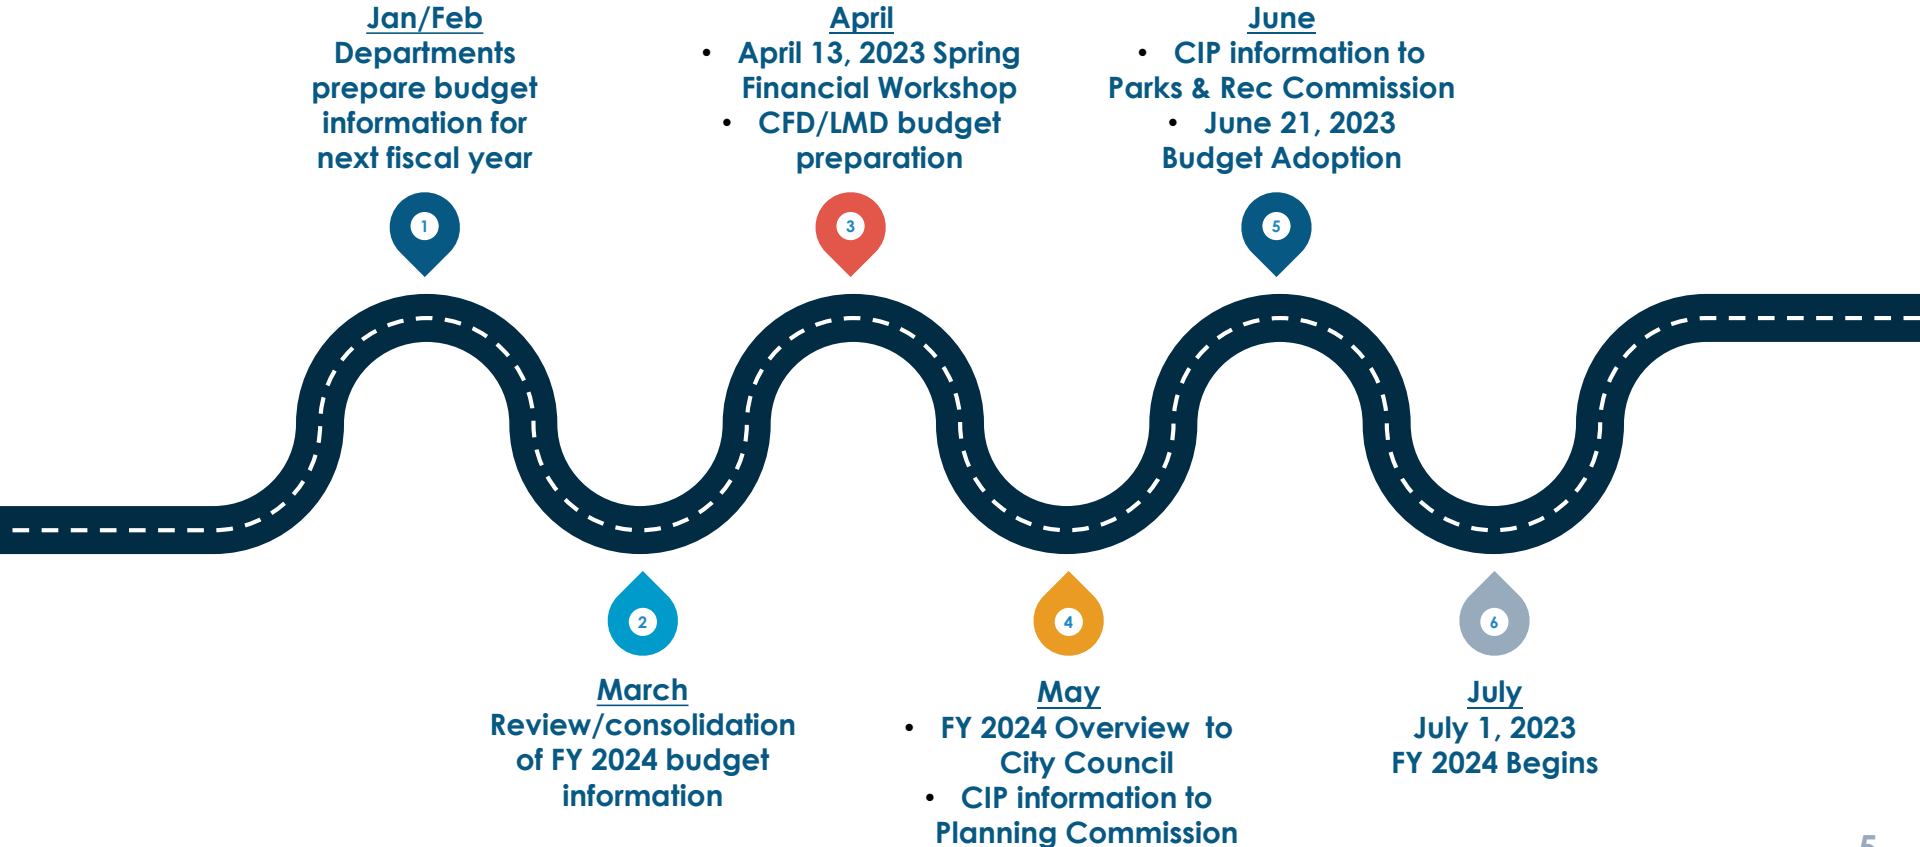 Jan/Feb
Departments
prepare budget
information for
next fiscal year
1
March
Review/consolidation
of FY 2024 budget
information
2
April
• April 13, 2023 Spring
Financial Workshop
• CFD/LMD budget
preparation
3
May
• FY 2024 Overview to
City Council
• CIP information to
Planning Commission
4
June
• CIP information to
Parks & Rec Commission
• June 21, 2023
Budget Adoption
5
July
July 1, 2023
FY 2024 Begins
6
5